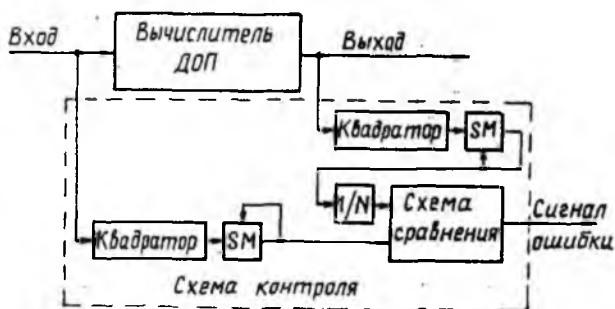 Вход
Вычислитель
ДОП
Выход
Квадратор
SM
1/N
Схема
сравнения
Сигнал
ошибки
Квадратор
SM
Схема контроля